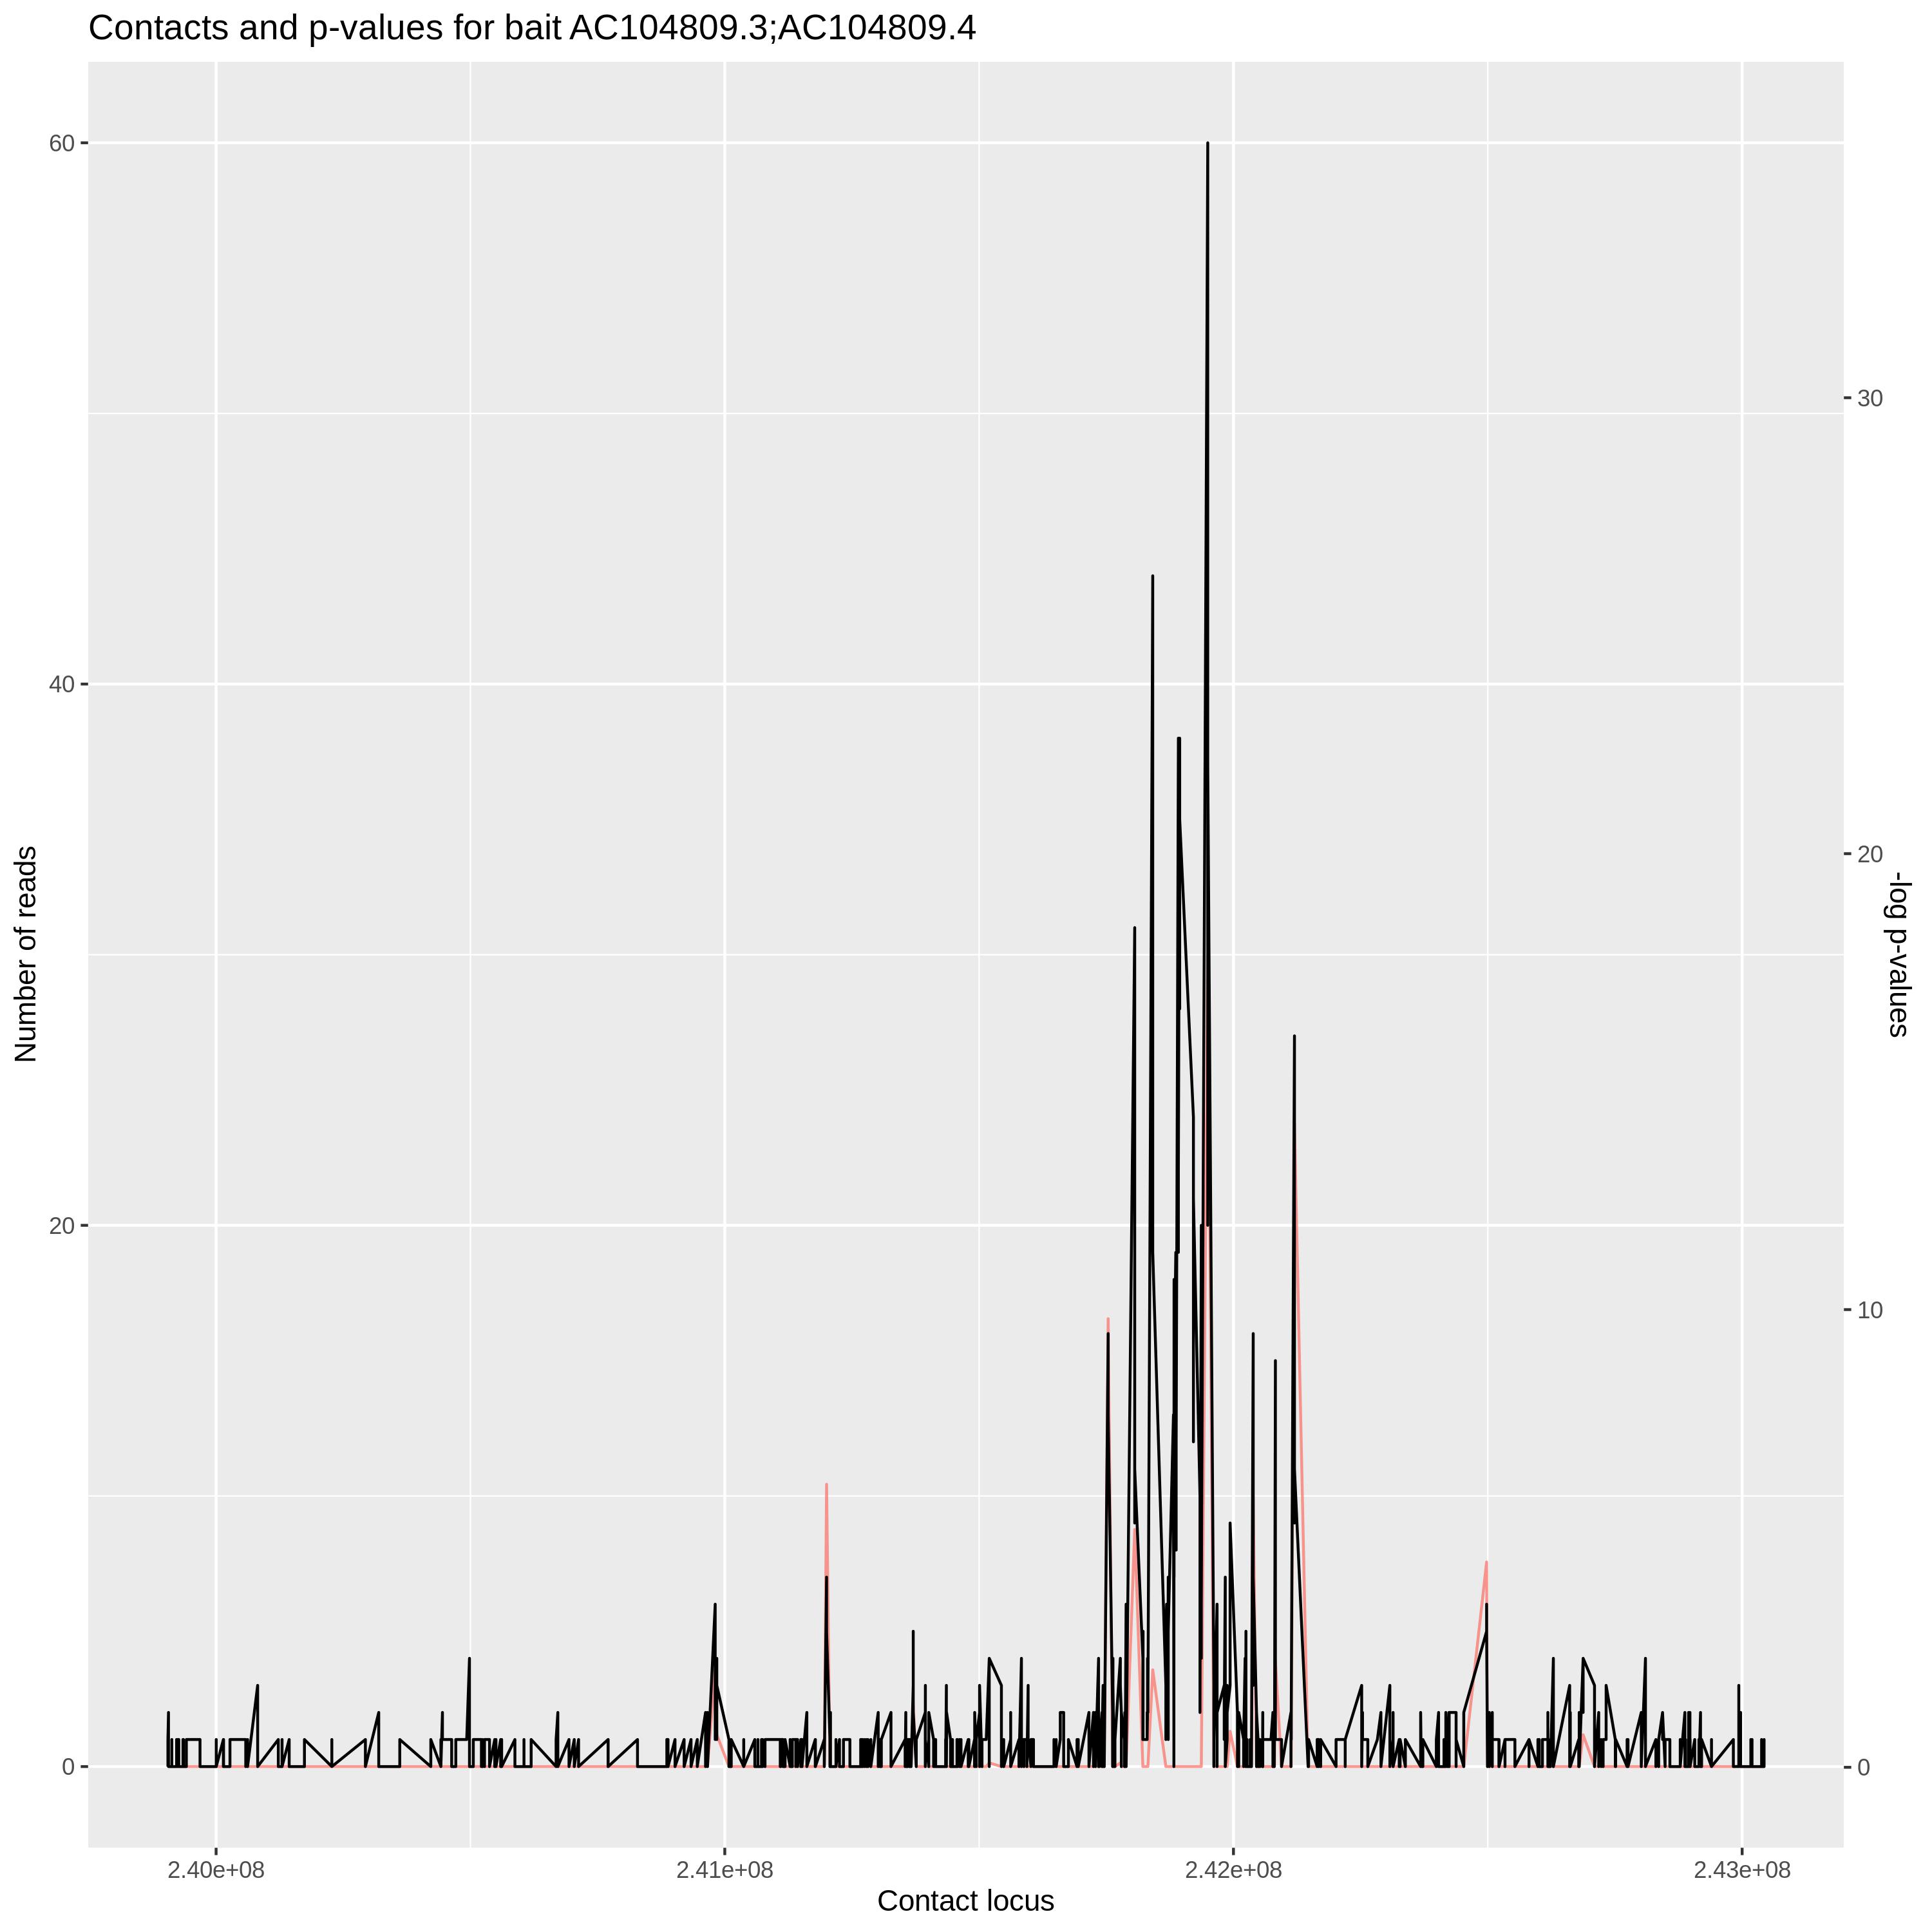 Contacts and p-values for bait AC104809.3;AC104809.4
60
40
20
0
Number of reads
30
20
10
0
-log p-values
2.40e+08
2.41e+08
2.42e+08
2.43e+08
Contact locus